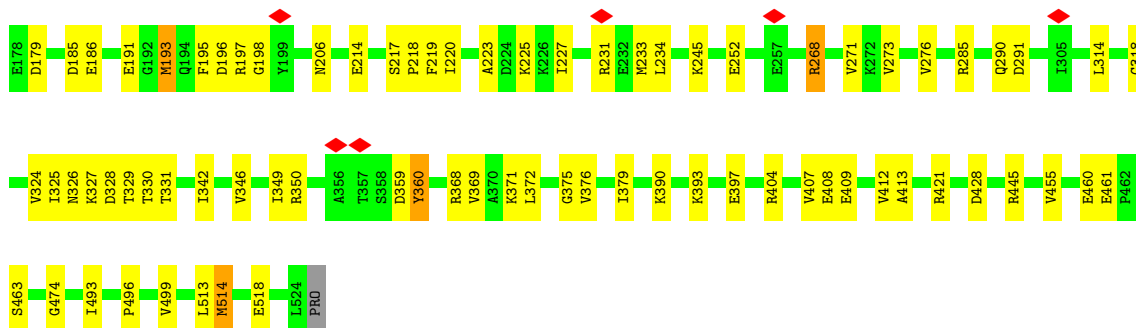 E178 D179 D185 E186 E191 G192 M193 Q194 F195 D196 R197 G198 Y199 N206 E214 S217 P218 F219 I220 A223 D224 K225 K226 I227 R231 E232 M233 L234 K245 E252 E257 R268 V271 K272 V273 V276 R285 Q290 D291 I305 L314
V324 I325 N326 K327 D328 T329 T330 T331 I342 V346 I349 R350 A356 T357 S358 D359 Y360 R368 V369 A370 K371 L372 G375 V376 I379 K390 K393 E397 R404 V407 E408 E409 V412 A413 R421 D428 R445 V455 E460 E461 P462
S463 G474 I493 P496 V499 L513 M514 E518 L524 PRO